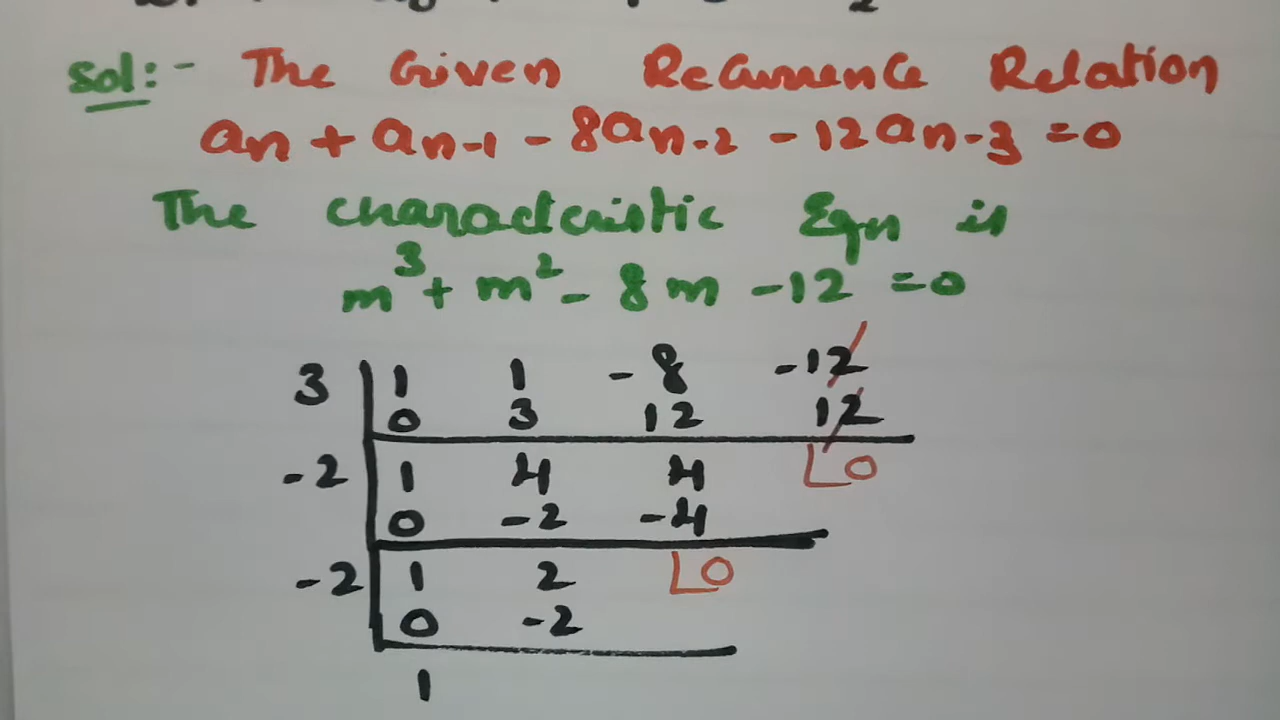 Sol:- The Given Recurrence Relation
an + an-1 - 8an-2 - 12an-3 = 0
The characteristic Eqn is
m³ + m² - 8m - 12 = 0
3 | 1 1 -8 -12
0 3 12 12
-2 | 1 4 4 0
0 -2 -4
-2 | 1 2 0
0 -2
1